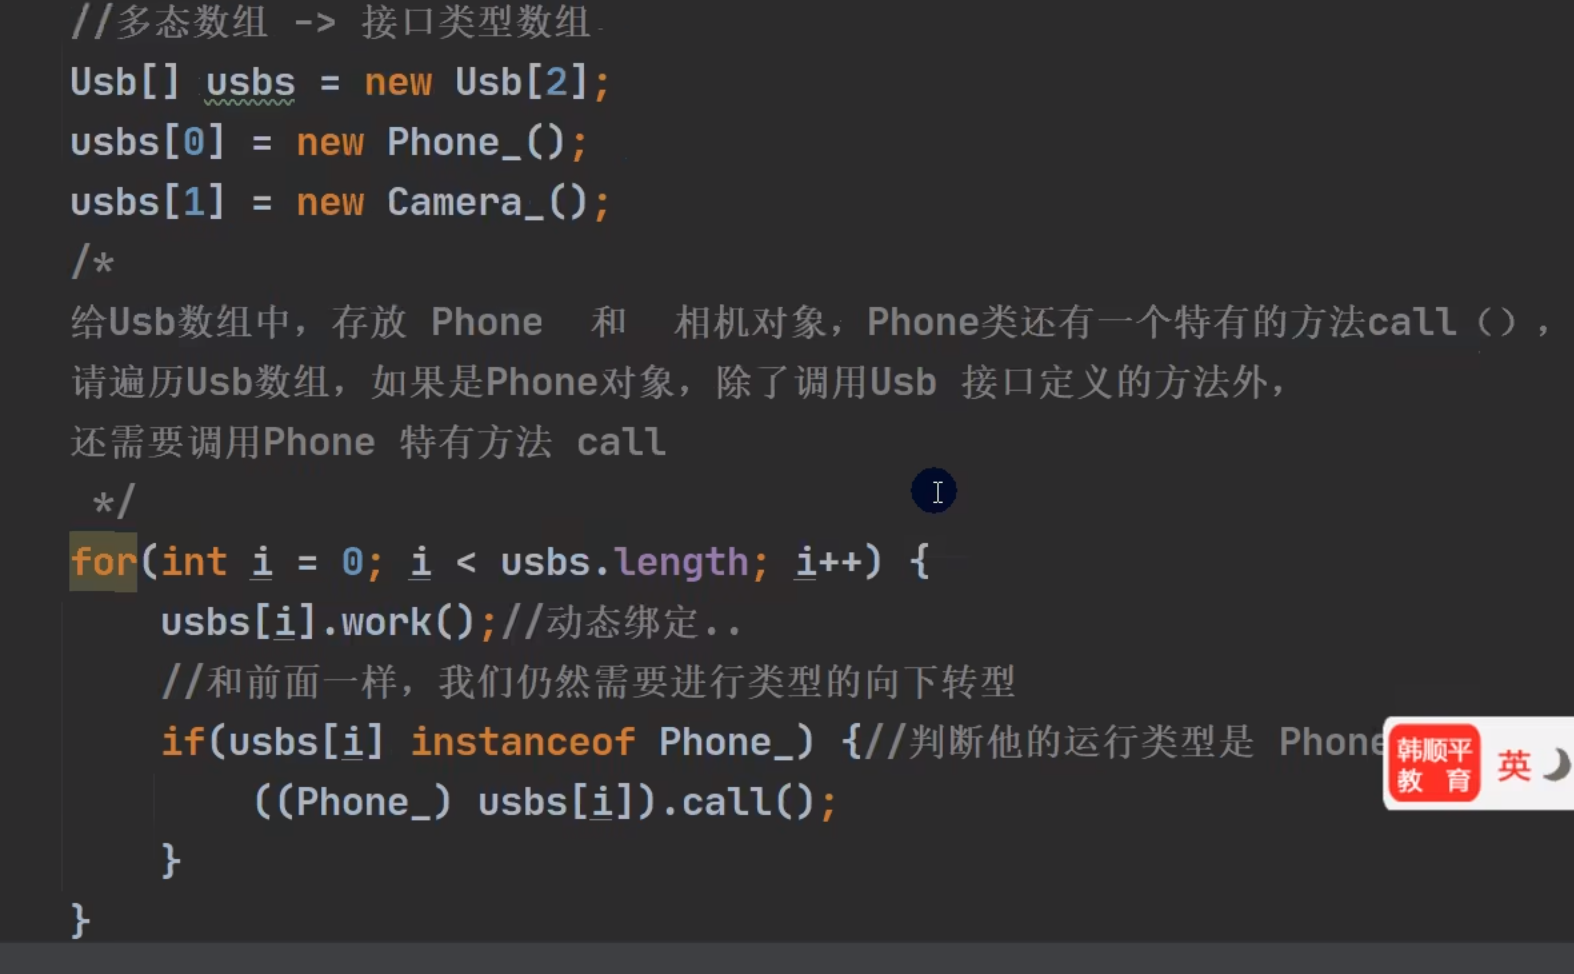 //多态数组 -> 接口类型数组
Usb[] usbs = new Usb[2];
usbs[0] = new Phone_();
usbs[1] = new Camera_();
/*
给Usb数组中，存放 Phone  和  相机对象，Phone类还有一个特有的方法call（），
请遍历Usb数组，如果是Phone对象，除了调用Usb 接口定义的方法外，
还需要调用Phone 特有方法 call
 */
for(int i = 0; i < usbs.length; i++) {
    usbs[i].work();//动态绑定..
    //和前面一样，我们仍然需要进行类型的向下转型
    if(usbs[i] instanceof Phone_) {//判断他的运行类型是 Phone
        ((Phone_) usbs[i]).call();
    }
}
韩顺平
教 育
英